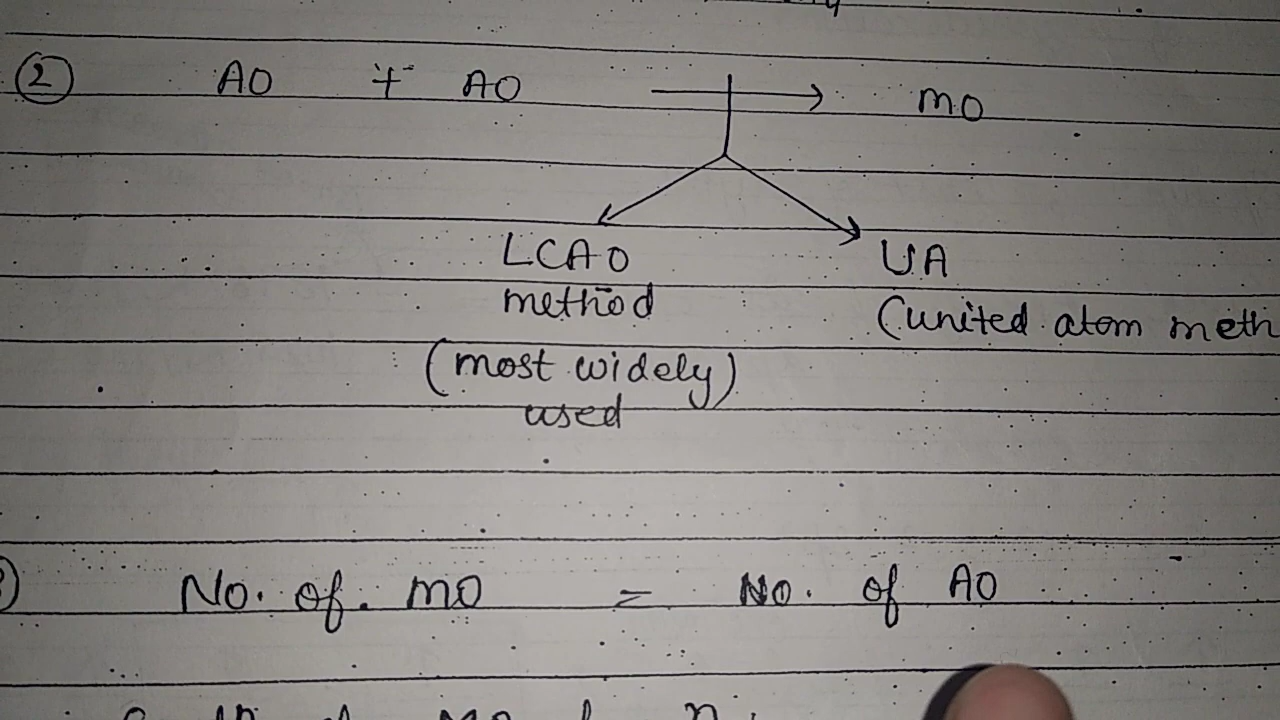 ② AO + AO → MO
LCAO
method
(most widely)
used
UA
(united atom meth
No. of. MO = No. of AO